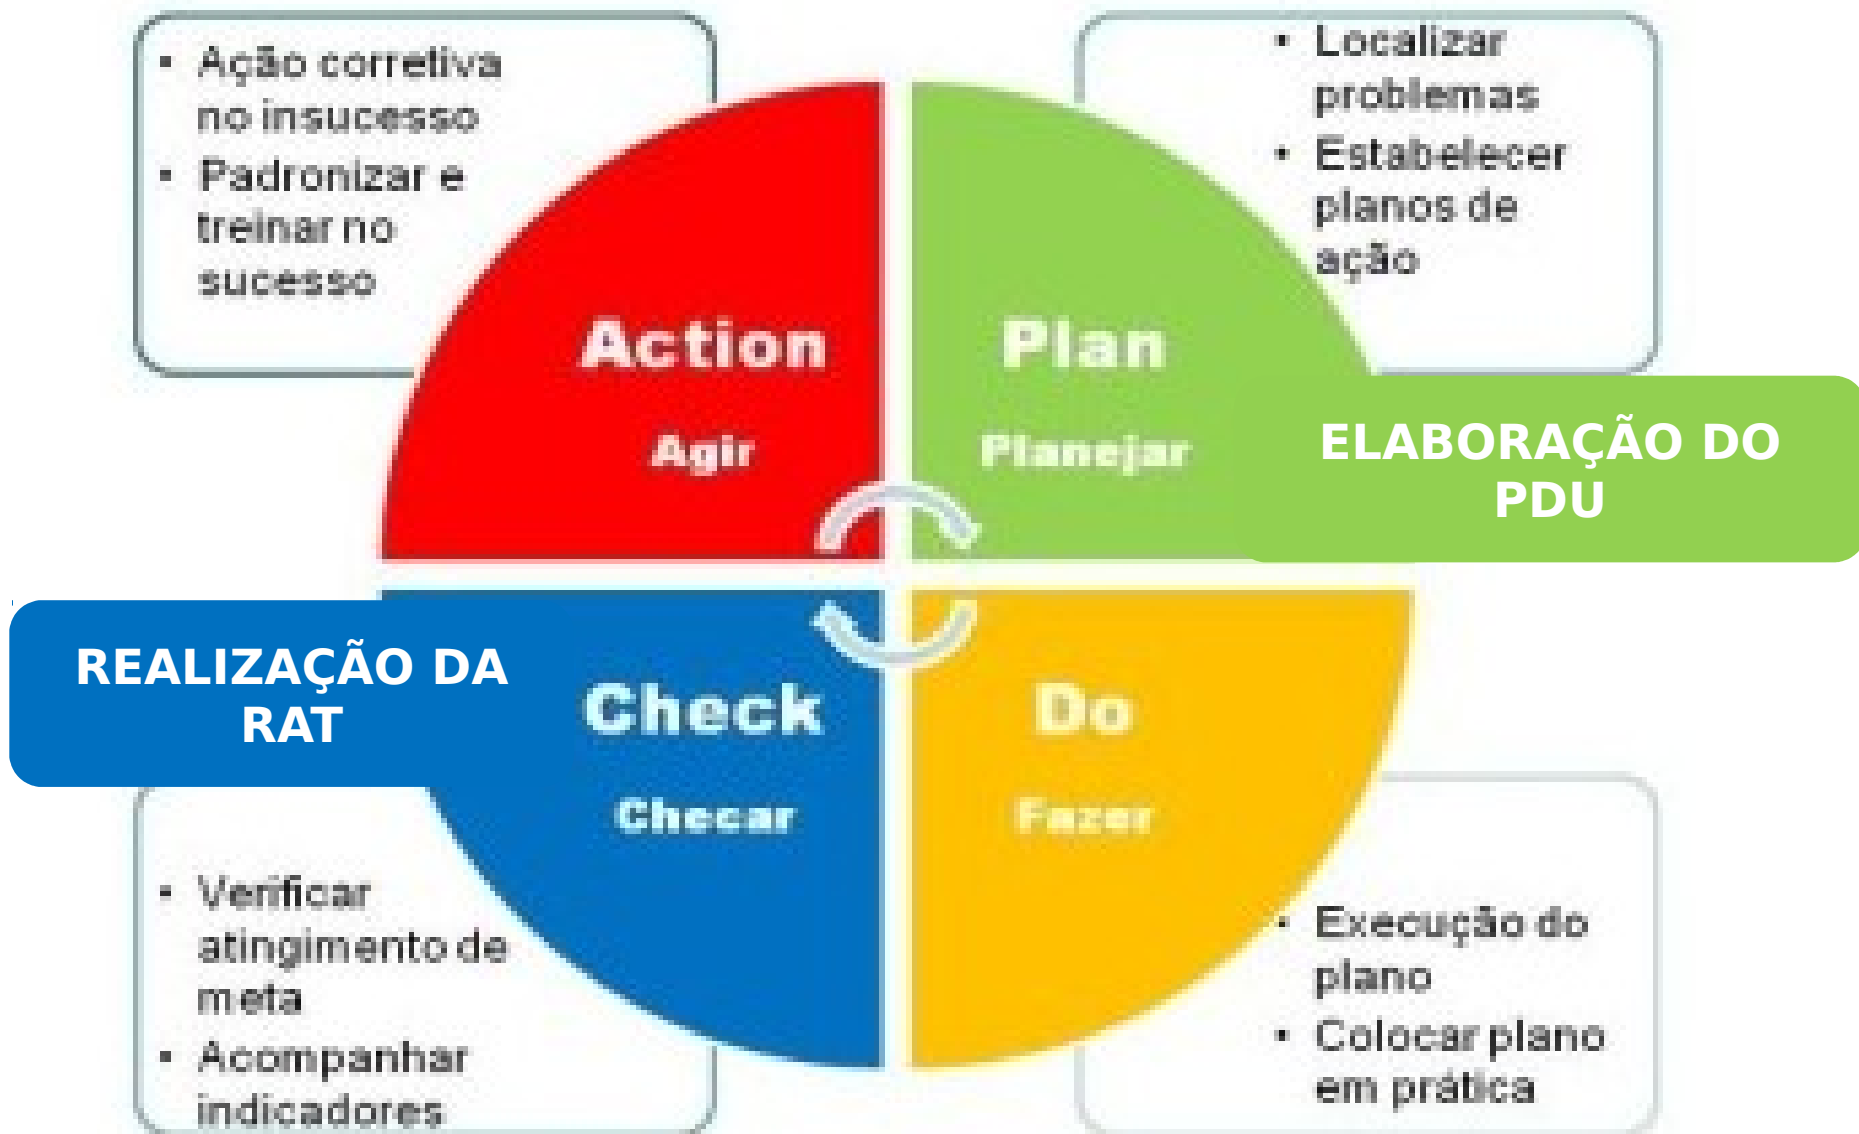 • Ação corretiva
no insucesso
• Padronizar e
treinar no
sucesso
• Localizar
problemas
• Estabelecer
planos de
ação
Action
Agir
Plan
Planejar
ELABORAÇÃO DO
PDU
REALIZAÇÃO DA
RAT
Check
Checar
Do
Fazer
• Verificar
atingimento de
meta
• Acompanhar
indicadores
• Execução do
plano
• Colocar plano
em prática